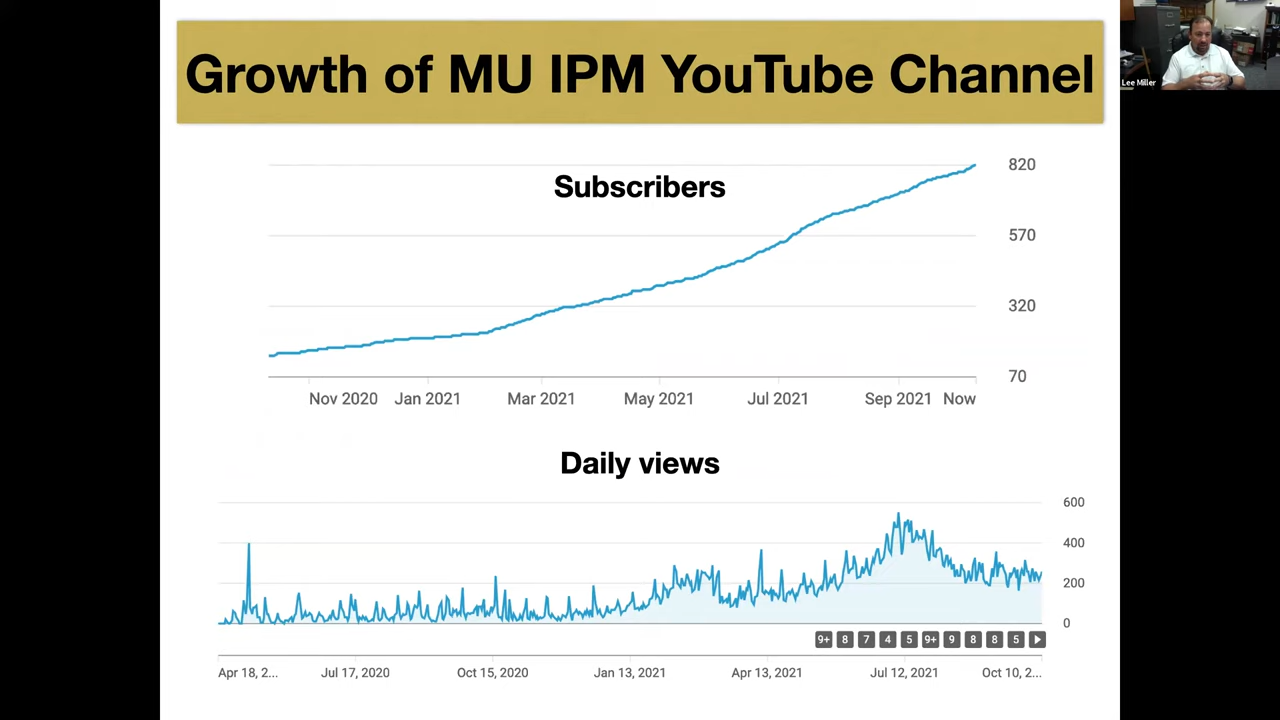 Growth of MU IPM YouTube Channel
Lee Miller
Subscribers
820
570
320
70
Nov 2020 Jan 2021 Mar 2021 May 2021 Jul 2021 Sep 2021 Now
Daily views
600
400
200
0
9+ 8 7 4 5 9+ 9 8 8 5
Apr 18, 2... Jul 17, 2020 Oct 15, 2020 Jan 13, 2021 Apr 13, 2021 Jul 12, 2021 Oct 10, 2...